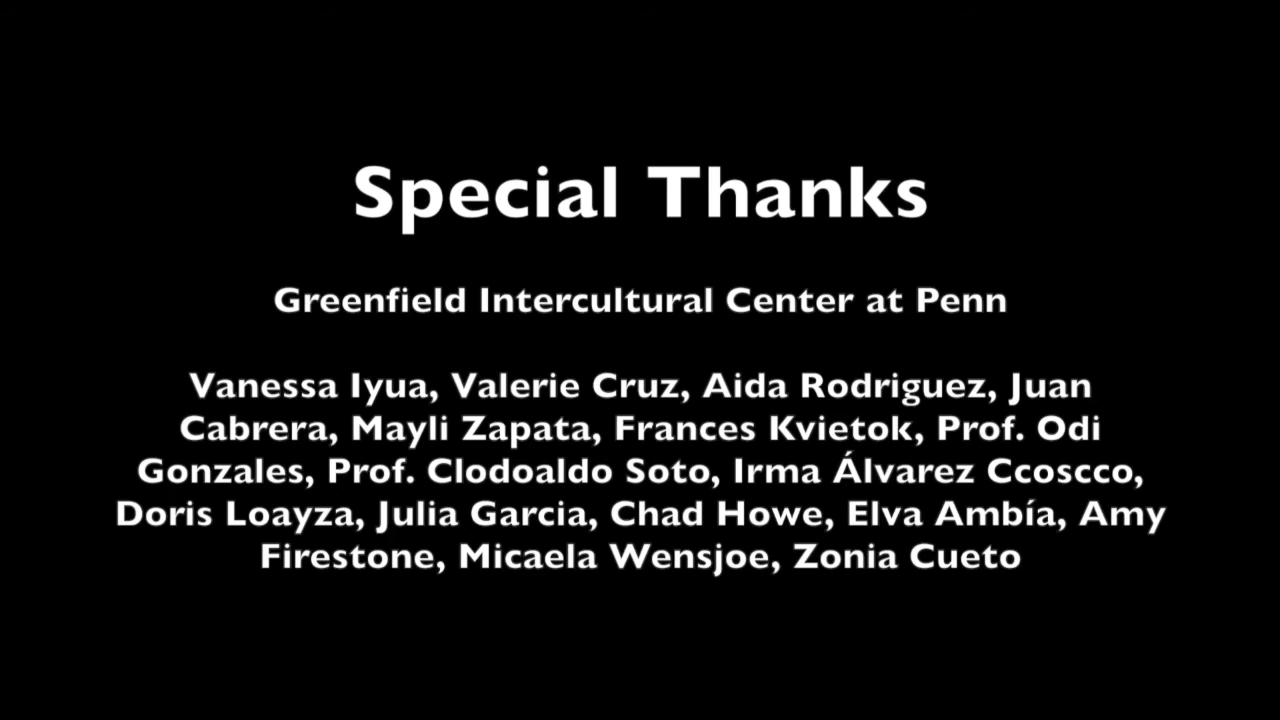 Special Thanks
Greenfield Intercultural Center at Penn
Vanessa Iyua, Valerie Cruz, Aida Rodriguez, Juan
Cabrera, Mayli Zapata, Frances Kvietok, Prof. Odi
Gonzales, Prof. Clodoaldo Soto, Irma Álvarez Ccoscco,
Doris Loayza, Julia Garcia, Chad Howe, Elva Ambía, Amy
Firestone, Micaela Wensjoe, Zonia Cueto